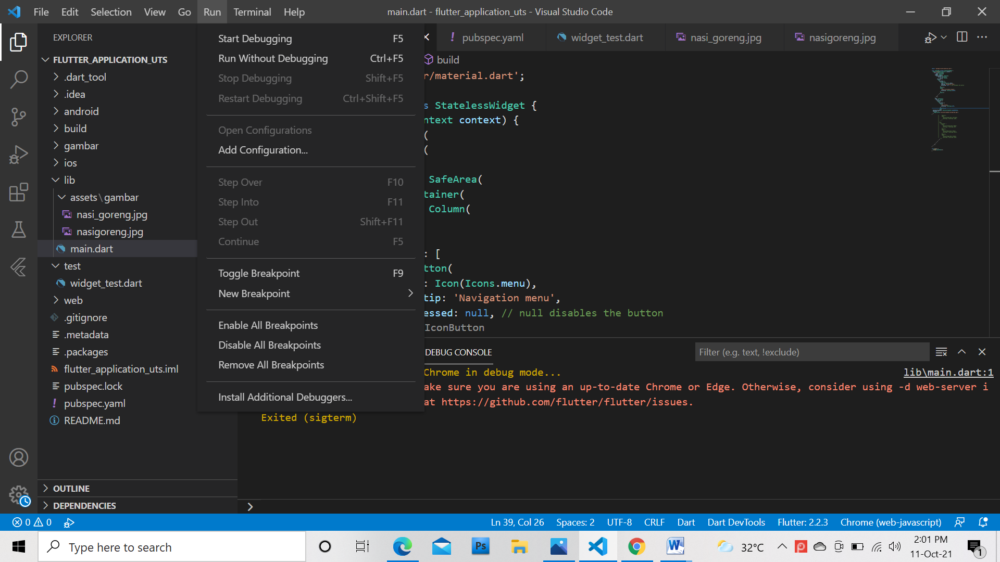 File Edit Selection View Go Run Terminal Help
main.dart - flutter_application_uts - Visual Studio Code
EXPLORER
FLUTTER_APPLICATION_UTS
.dart_tool
.idea
android
build
gambar
ios
lib
assets\gambar
nasi_goreng.jpg
nasigoreng.jpg
main.dart
test
widget_test.dart
web
.gitignore
.metadata
.packages
flutter_application_uts.iml
pubspec.lock
pubspec.yaml
README.md
OUTLINE
DEPENDENCIES
Start Debugging F5
Run Without Debugging Ctrl+F5
Stop Debugging Shift+F5
Restart Debugging Ctrl+Shift+F5
Open Configurations
Add Configuration...
Step Over F10
Step Into F11
Step Out Shift+F11
Continue F5
Toggle Breakpoint F9
New Breakpoint
Enable All Breakpoints
Disable All Breakpoints
Remove All Breakpoints
Install Additional Debuggers...
! pubspec.yaml widget_test.dart nasi_goreng.jpg nasigoreng.jpg
build
r/material.dart';
s StatelessWidget {
ntext context) {
(
(
SafeArea(
tainer(
Column(
: [
tton(
: Icon(Icons.menu),
tip: 'Navigation menu',
essed: null, // null disables the button
IconButton
DEBUG CONSOLE
Filter (e.g. text, !exclude)
Chrome in debug mode... lib\main.dart:1
ake sure you are using an up-to-date Chrome or Edge. Otherwise, consider using -d web-server i
at https://github.com/flutter/flutter/issues.
Exited (sigterm)
0 0 Ln 39, Col 26 Spaces: 2 UTF-8 CRLF Dart Dart DevTools Flutter: 2.2.3 Chrome (web-javascript)
Type here to search
Ps
W
32°C
2:01 PM
11-Oct-21
1